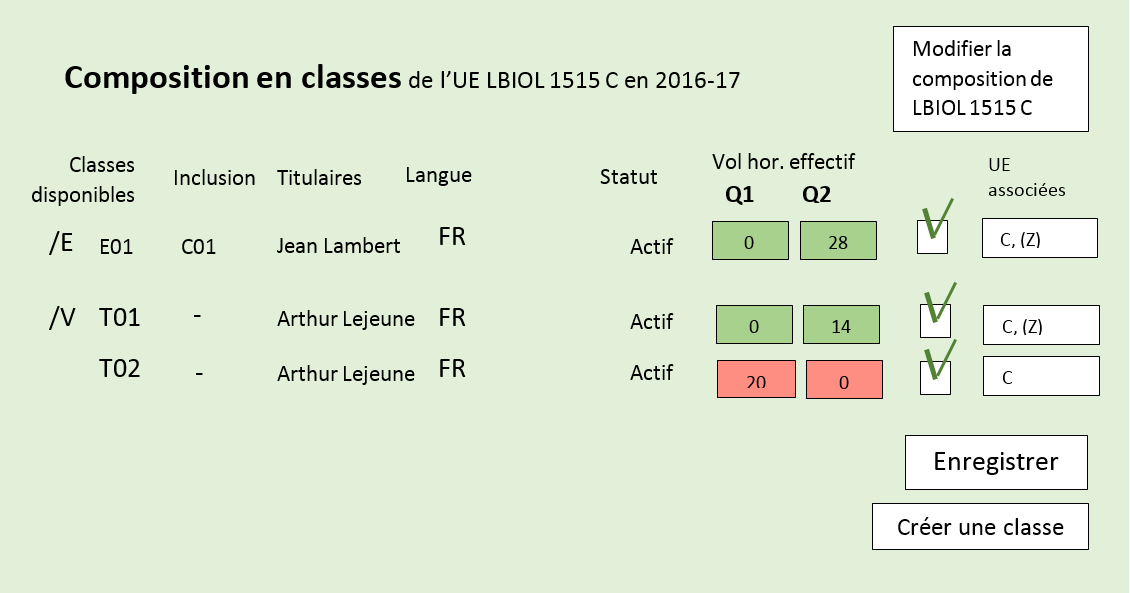 Modifier la
composition de
LBIOL 1515 C
Composition en classes de l'UE LBIOL 1515 C en 2016-17
Classes disponibles Inclusion Titulaires Langue Statut Vol hor. effectif UE associées
Q1 Q2
/E E01 C01 Jean Lambert FR Actif 0 28 C, (Z)
/V T01 - Arthur Lejeune FR Actif 0 14 C, (Z)
T02 - Arthur Lejeune FR Actif 20 0 C
Enregistrer
Créer une classe